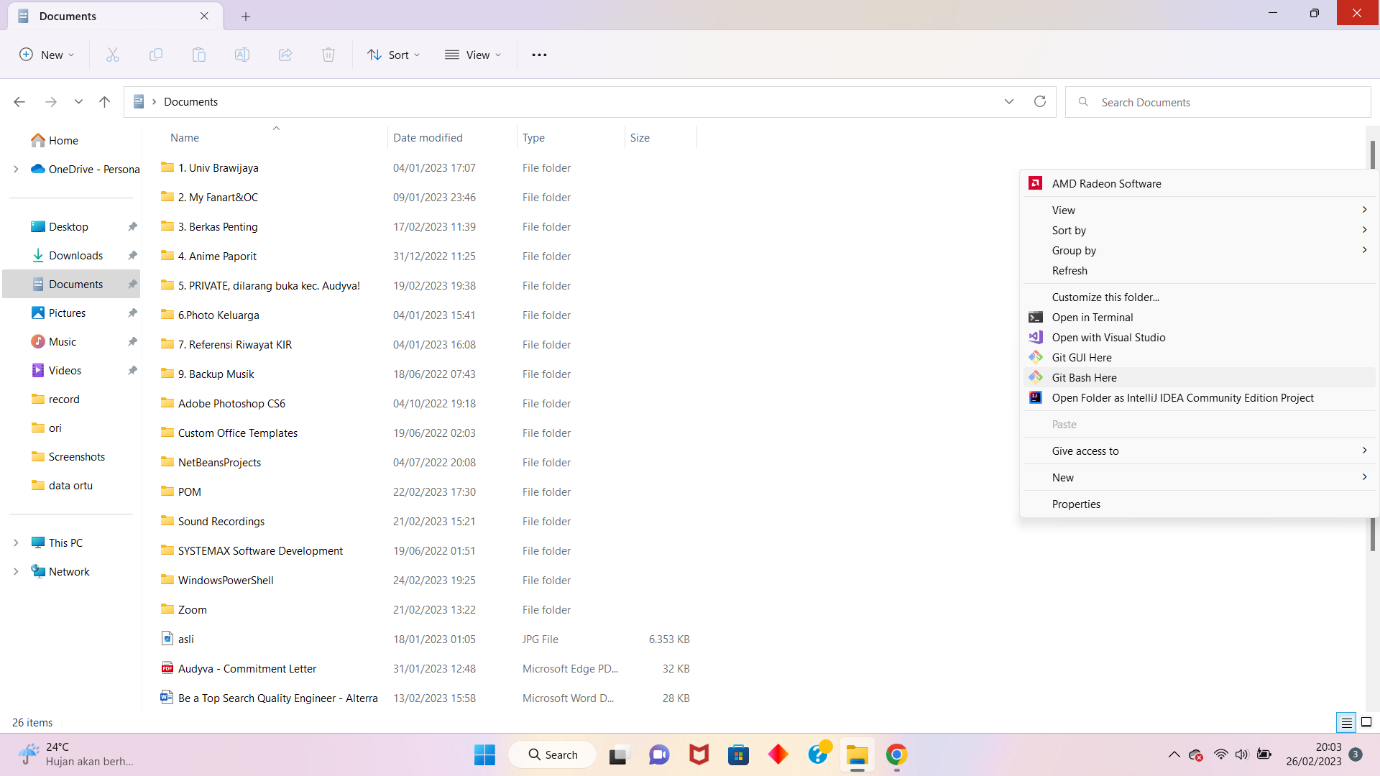 Documents
New
Sort
View
Documents
Search Documents
Home
OneDrive - Persona
Desktop
Downloads
Documents
Pictures
Music
Videos
record
ori
Screenshots
data ortu
This PC
Network
Name Date modified Type Size
1. Univ Brawijaya 04/01/2023 17:07 File folder
2. My Fanart&OC 09/01/2023 23:46 File folder
3. Berkas Penting 17/02/2023 11:39 File folder
4. Anime Paporit 31/12/2022 11:25 File folder
5. PRIVATE, dilarang buka kec. Audyva! 19/02/2023 19:38 File folder
6.Photo Keluarga 04/01/2023 15:41 File folder
7. Referensi Riwayat KIR 04/01/2023 16:08 File folder
9. Backup Musik 18/06/2022 07:43 File folder
Adobe Photoshop CS6 04/10/2022 19:18 File folder
Custom Office Templates 19/06/2022 02:03 File folder
NetBeansProjects 04/07/2022 20:08 File folder
POM 22/02/2023 17:30 File folder
Sound Recordings 21/02/2023 15:21 File folder
SYSTEMAX Software Development 19/06/2022 01:51 File folder
WindowsPowerShell 24/02/2023 19:25 File folder
Zoom 21/02/2023 13:22 File folder
asli 18/01/2023 01:05 JPG File 6.353 KB
Audyva - Commitment Letter 31/01/2023 12:48 Microsoft Edge PD... 32 KB
Be a Top Search Quality Engineer - Alterra 13/02/2023 15:58 Microsoft Word D... 28 KB
AMD Radeon Software
View
Sort by
Group by
Refresh
Customize this folder...
Open in Terminal
Open with Visual Studio
Git GUI Here
Git Bash Here
Open Folder as IntelliJ IDEA Community Edition Project
Paste
Give access to
New
Properties
26 items
24°C
Hujan akan berh...
Search
20:03
26/02/2023
3